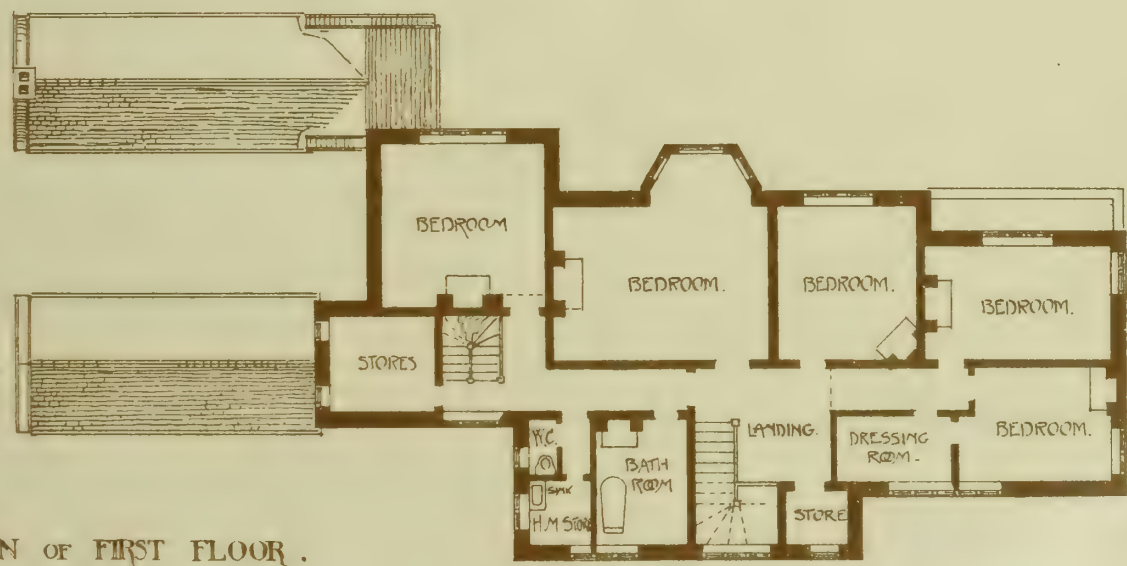 BEDROOM
BEDROOM.
BEDROOM.
BEDROOM.
STORES
BEDROOM.
LANDING.
DRESSING
ROOM.
W.C.
BATH
ROOM
SINK
H.M STORE
STORE
N OF FIRST FLOOR.